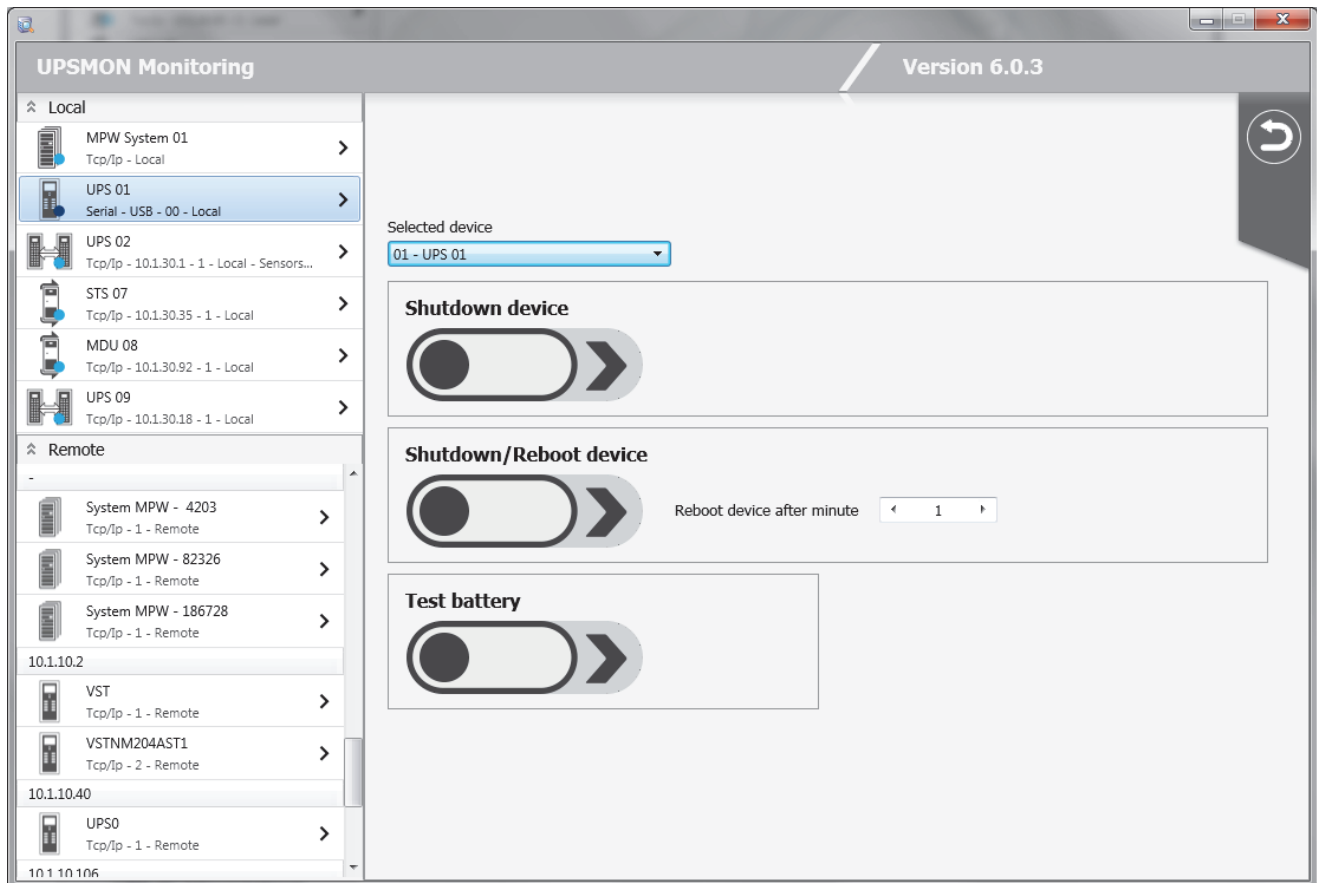 UPSMON Monitoring
Version 6.0.3
Local
MPW System 01
Tcp/Ip - Local
UPS 01
Serial - USB - 00 - Local
UPS 02
Tcp/Ip - 10.1.30.1 - 1 - Local - Sensors...
STS 07
Tcp/Ip - 10.1.30.35 - 1 - Local
MDU 08
Tcp/Ip - 10.1.30.92 - 1 - Local
UPS 09
Tcp/Ip - 10.1.30.18 - 1 - Local
Remote
-
System MPW - 4203
Tcp/Ip - 1 - Remote
System MPW - 82326
Tcp/Ip - 1 - Remote
System MPW - 186728
Tcp/Ip - 1 - Remote
10.1.10.2
VST
Tcp/Ip - 1 - Remote
VSTNM204AST1
Tcp/Ip - 2 - Remote
10.1.10.40
UPS0
Tcp/Ip - 1 - Remote
10.1.10.106
Selected device
01 - UPS 01
Shutdown device
Shutdown/Reboot device
Reboot device after minute 1
Test battery